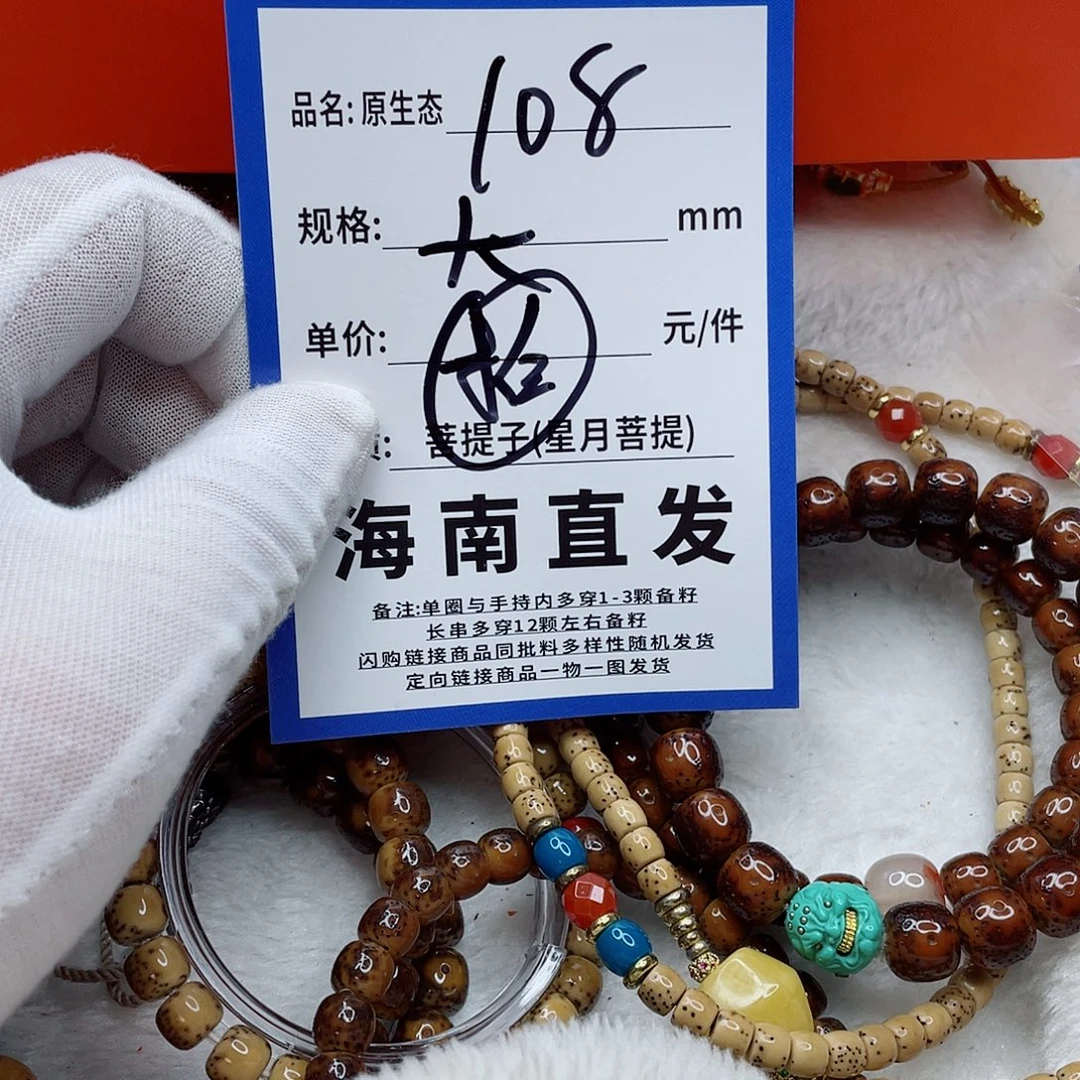 品名: 原生态 108
规格: 大 mm
单价: 招 元/件
: 菩提子(星月菩提)
海南直发
备注:单圈与手持内多穿1-3颗备籽
长串多穿12颗左右备籽
闪购链接商品同批料多样性随机发货
定向链接商品一物一图发货